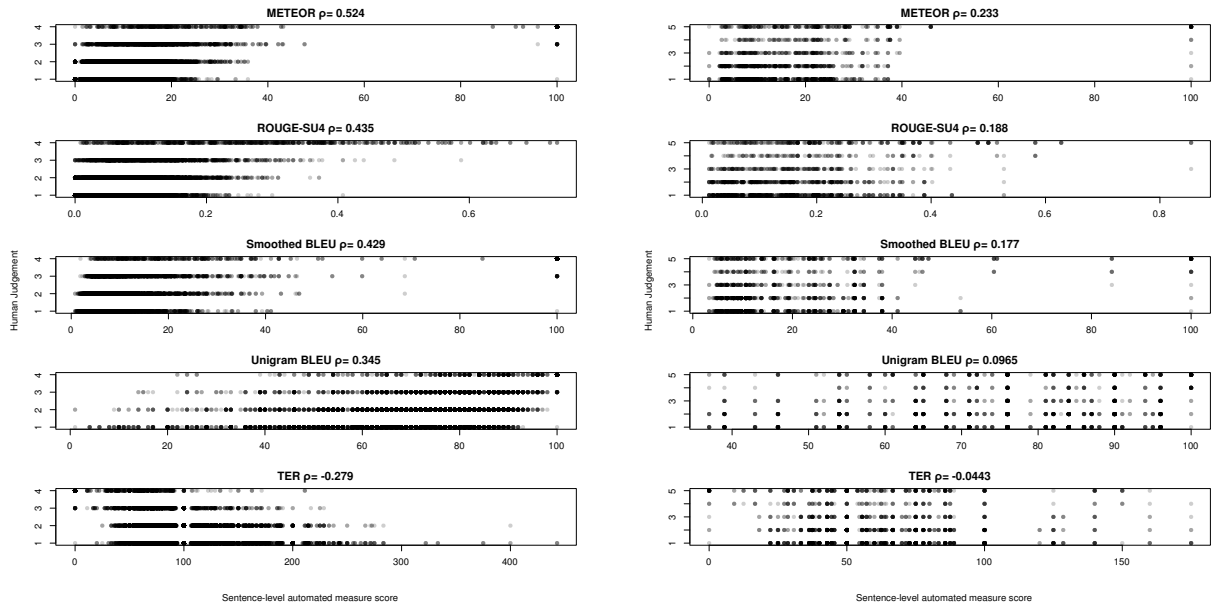 METEOR ρ= 0.524
4
3
2
1
0 20 40 60 80 100
ROUGE-SU4 ρ= 0.435
4
3
2
1
0.0 0.2 0.4 0.6
Smoothed BLEU ρ= 0.429
4
3
2
1
0 20 40 60 80 100
Human Judgement
Unigram BLEU ρ= 0.345
4
3
2
1
0 20 40 60 80 100
TER ρ= -0.279
4
3
2
1
0 100 200 300 400
Sentence-level automated measure score
METEOR ρ= 0.233
5
3
1
0 20 40 60 80 100
ROUGE-SU4 ρ= 0.188
5
3
1
0.0 0.2 0.4 0.6 0.8
Smoothed BLEU ρ= 0.177
5
3
1
0 20 40 60 80 100
Human Judgement
Unigram BLEU ρ= 0.0965
5
3
1
40 50 60 70 80 90 100
TER ρ= -0.0443
5
3
1
0 50 100 150
Sentence-level automated measure score